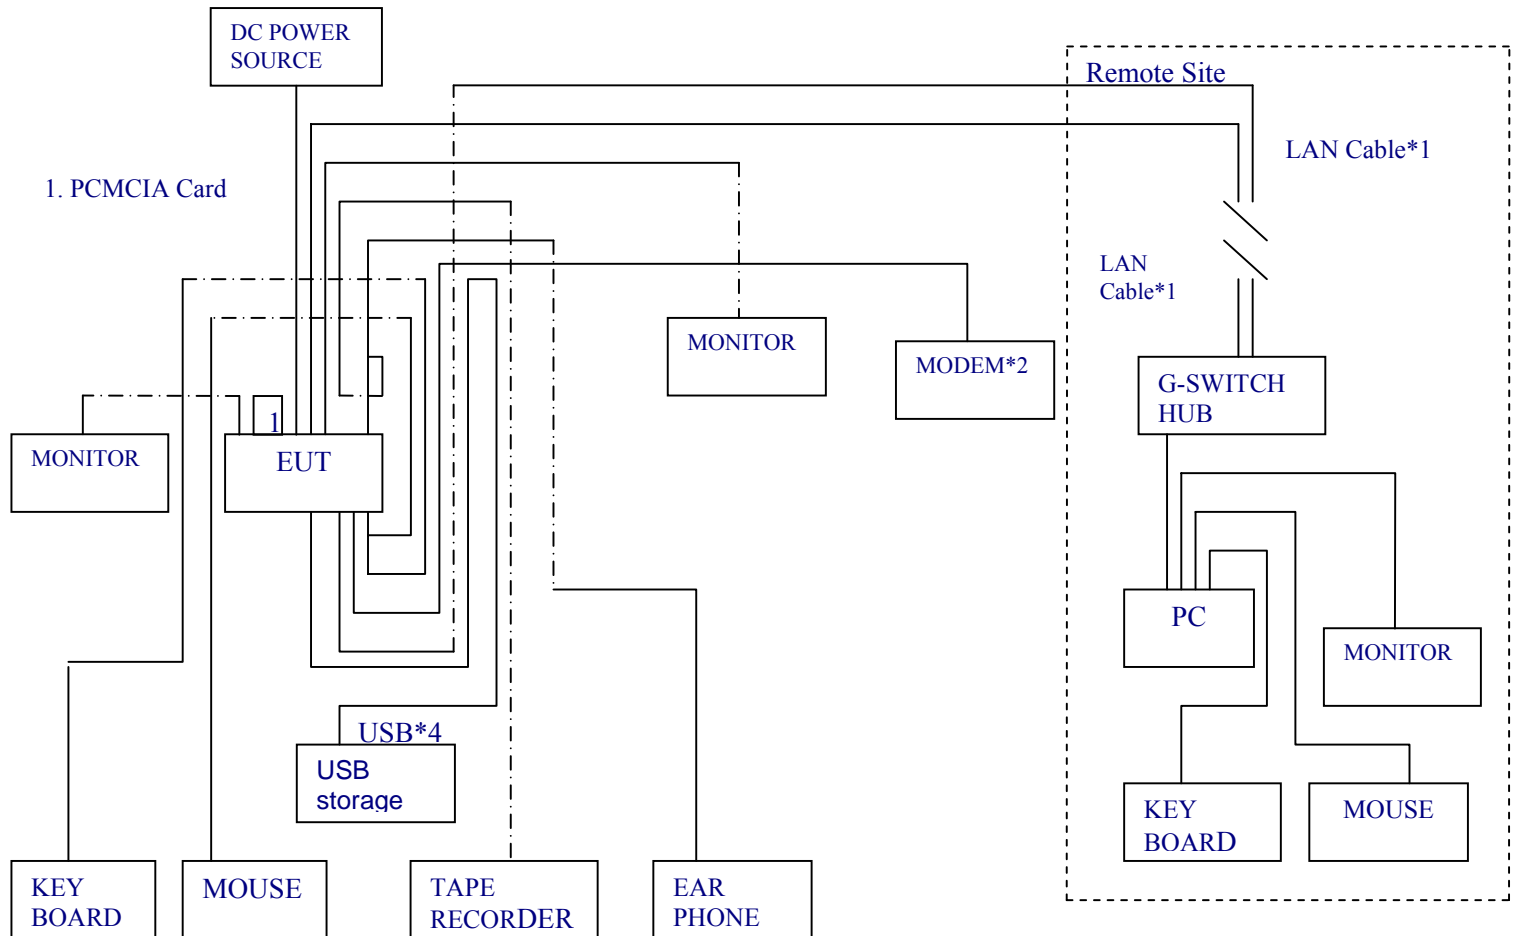 DC POWER
SOURCE
Remote Site
LAN Cable*1
1. PCMCIA Card
LAN
Cable*1
MONITOR
MODEM*2
G-SWITCH
HUB
1
MONITOR
EUT
PC
MONITOR
USB*4
USB
storage
KEY
BOARD
MOUSE
KEY
BOARD
MOUSE
TAPE
RECORDER
EAR
PHONE